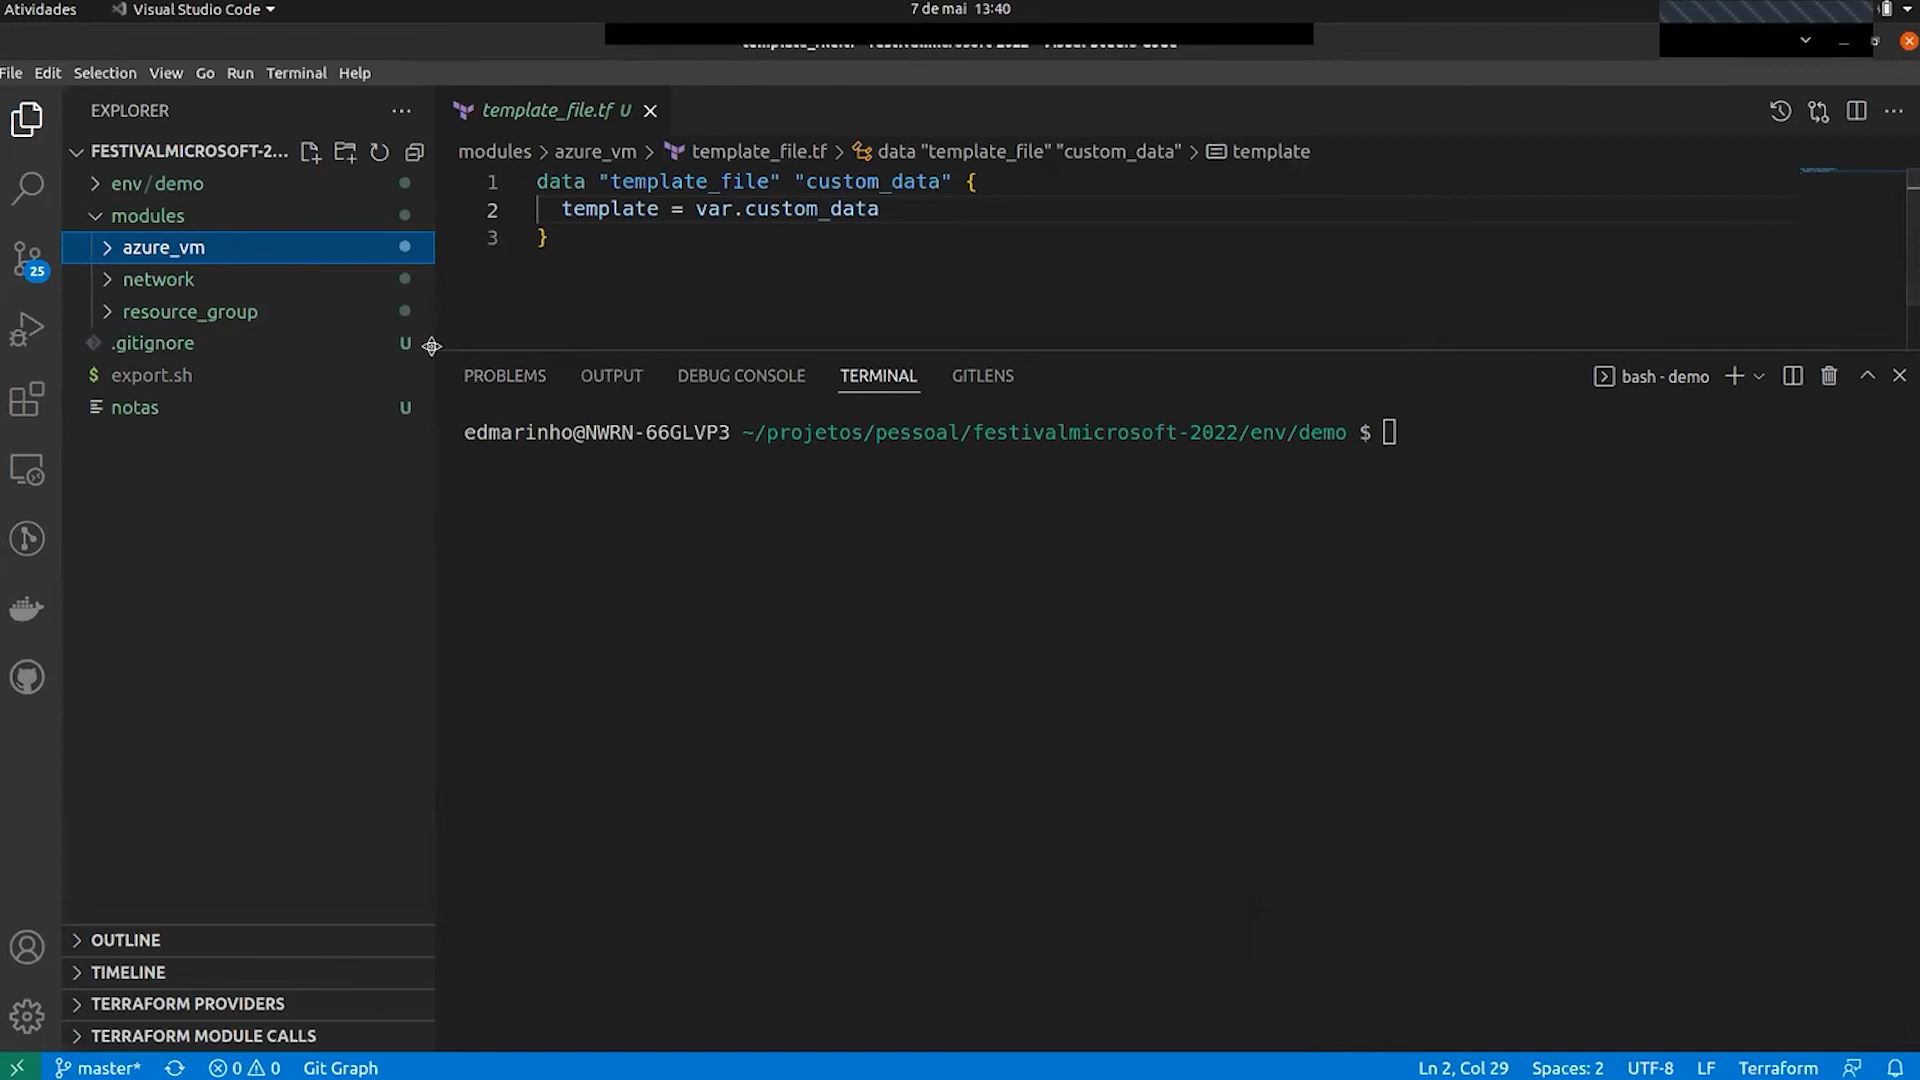 Atividades
Visual Studio Code
7 de mai 13:40
File Edit Selection View Go Run Terminal Help
EXPLORER
FESTIVALMICROSOFT-2...
env / demo
modules
azure_vm
network
resource_group
.gitignore U
export.sh
notas U
25
OUTLINE
TIMELINE
TERRAFORM PROVIDERS
TERRAFORM MODULE CALLS
template_file.tf U
modules > azure_vm > template_file.tf > data "template_file" "custom_data" > template
1 data "template_file" "custom_data" {
2 template = var.custom_data
3 }
PROBLEMS OUTPUT DEBUG CONSOLE TERMINAL GITLENS
bash - demo
edmarinho@NWRN-66GLVP3 ~/projetos/pessoal/festivalmicrosoft-2022/env/demo $
master* 0 0 Git Graph
Ln 2, Col 29 Spaces: 2 UTF-8 LF Terraform